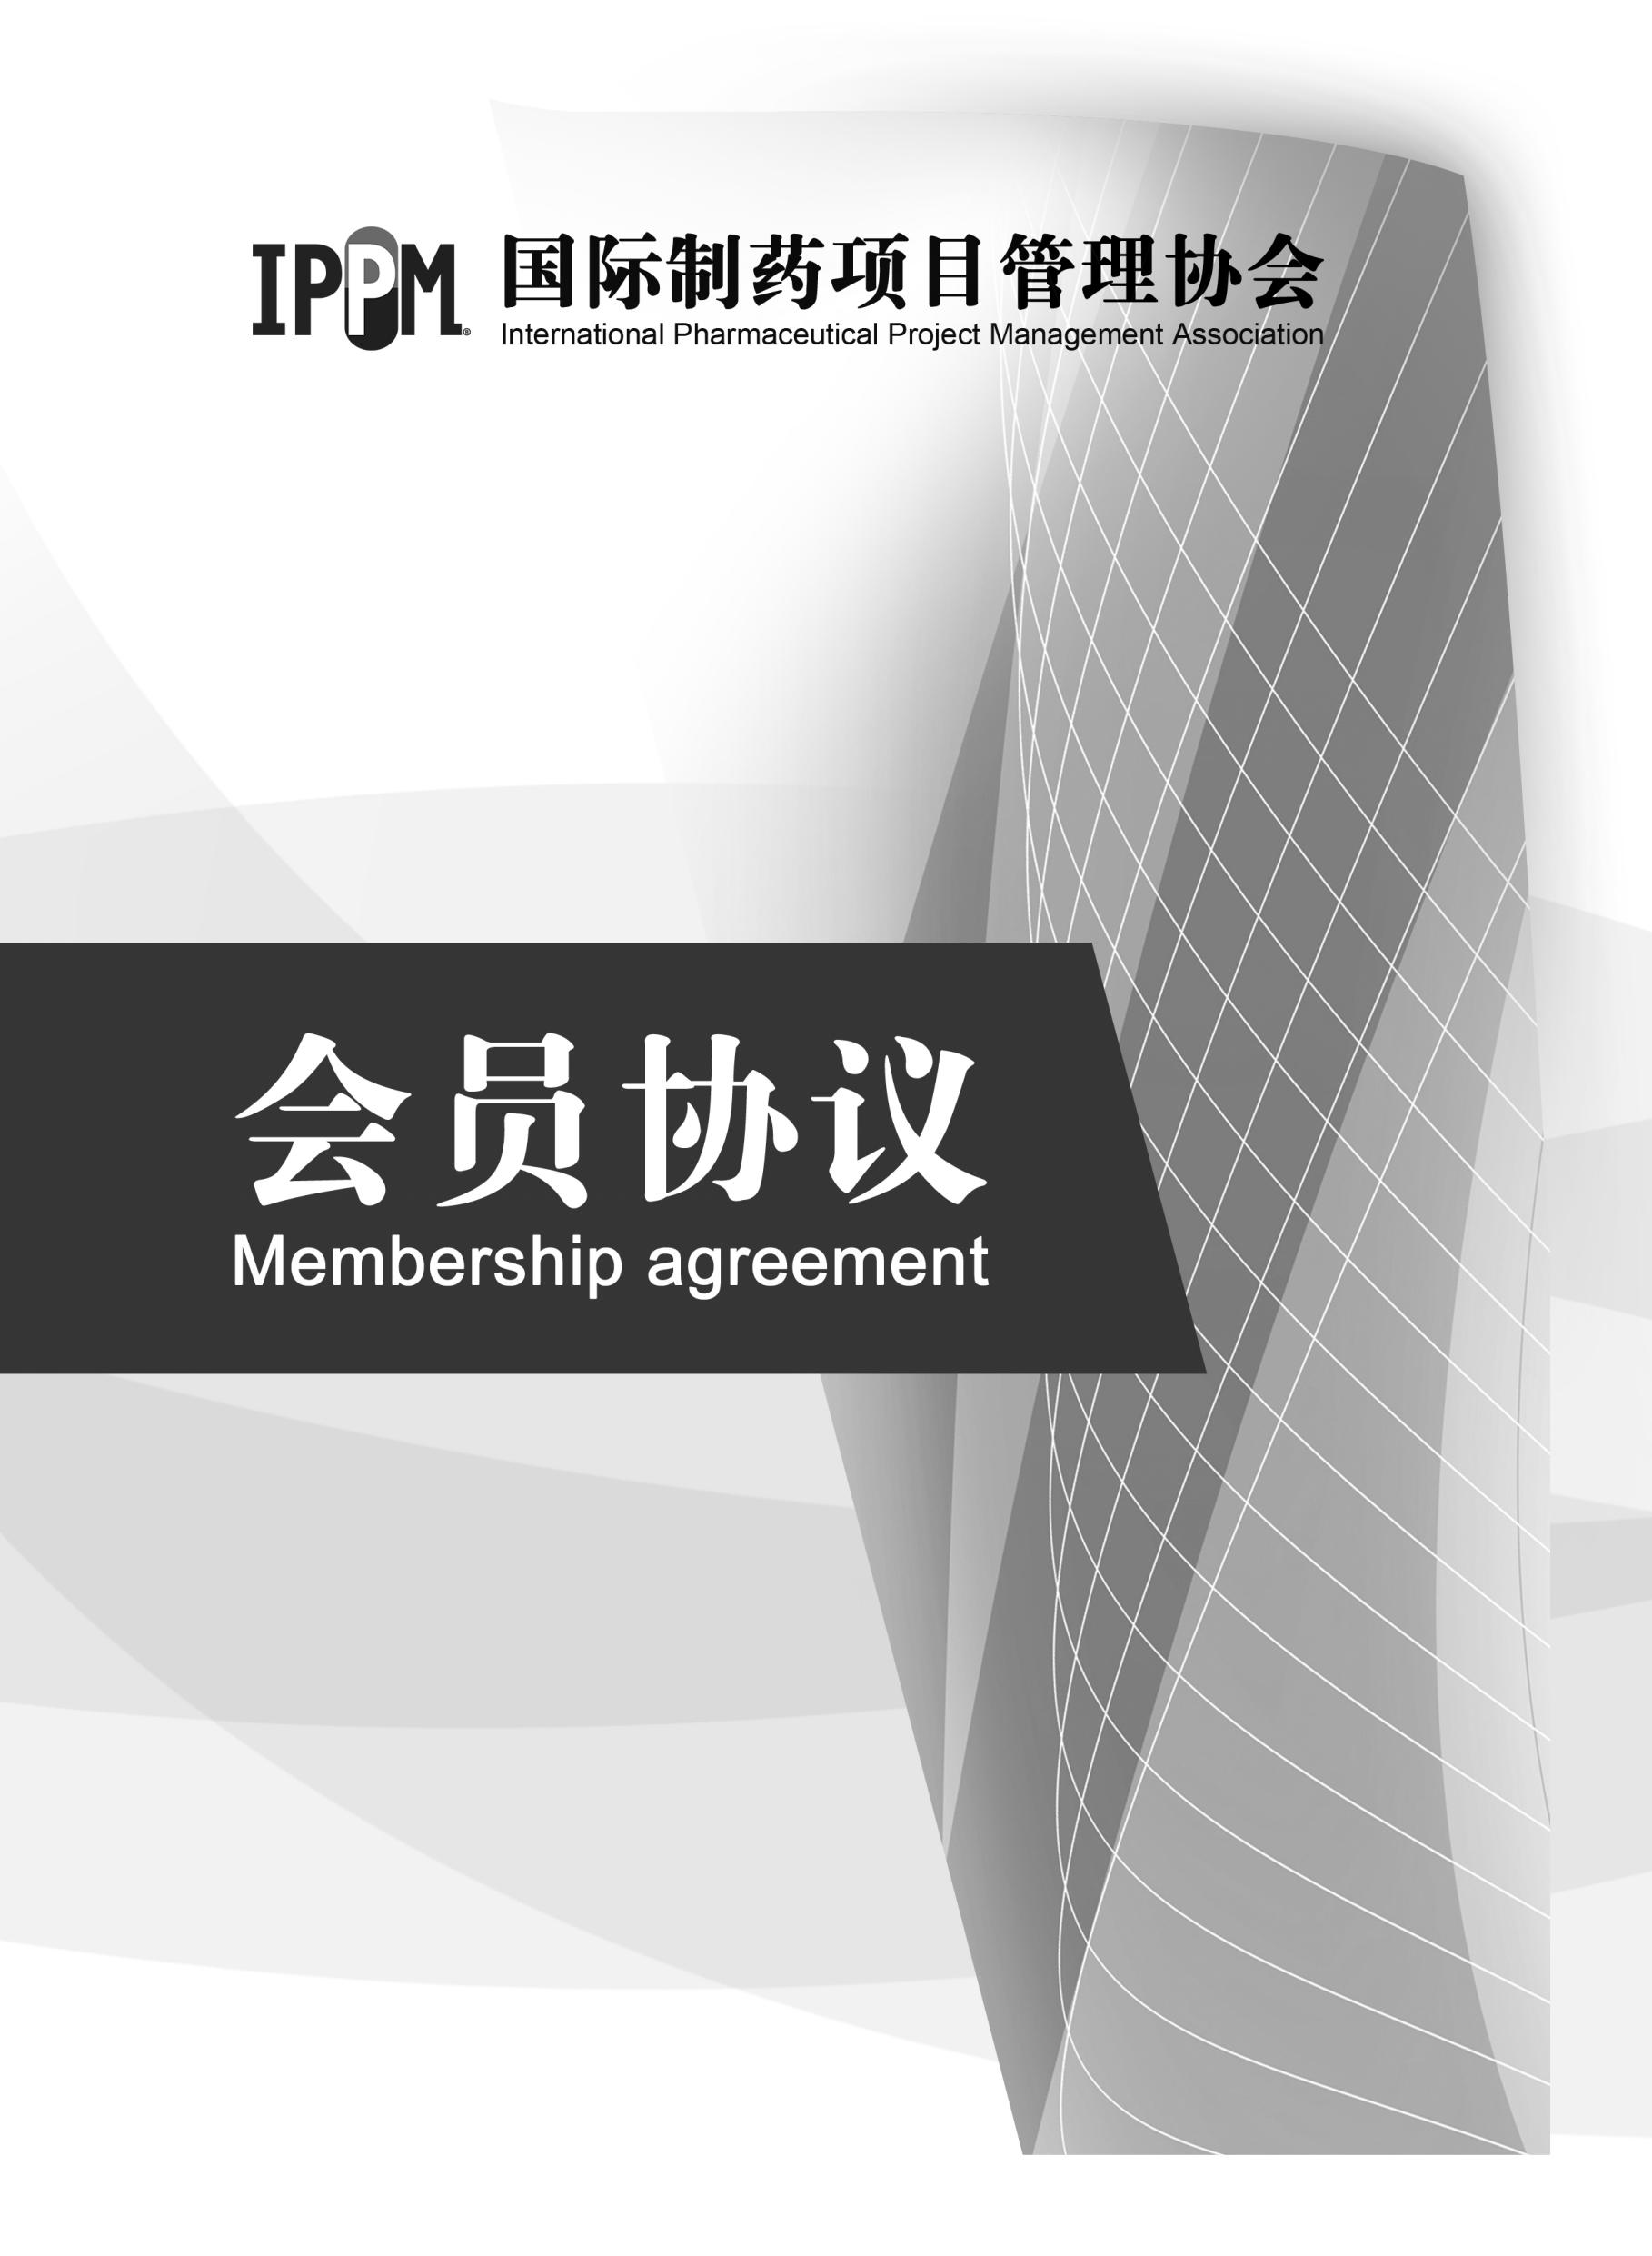 IPPM® 国际制药项目管理协会
International Pharmaceutical Project Management Association
会员协议
Membership agreement